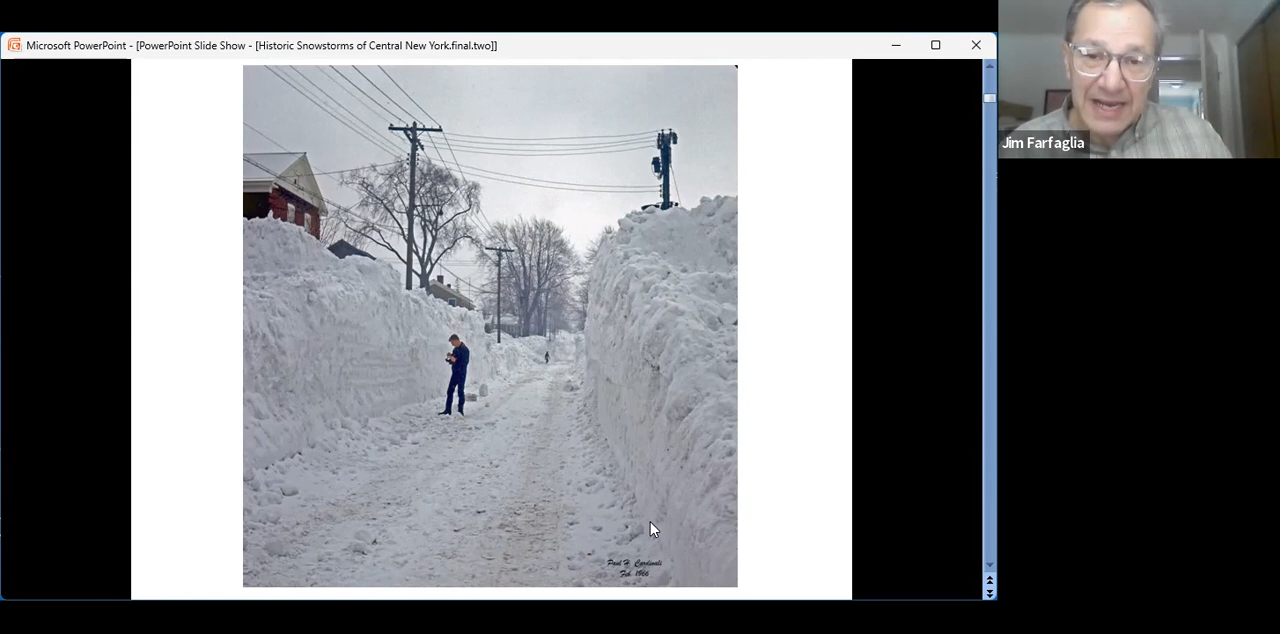 Microsoft PowerPoint - [PowerPoint Slide Show - [Historic Snowstorms of Central New York.final.two]]
Jim Farfaglia
Paul H. Cardinali
Feb. 1966